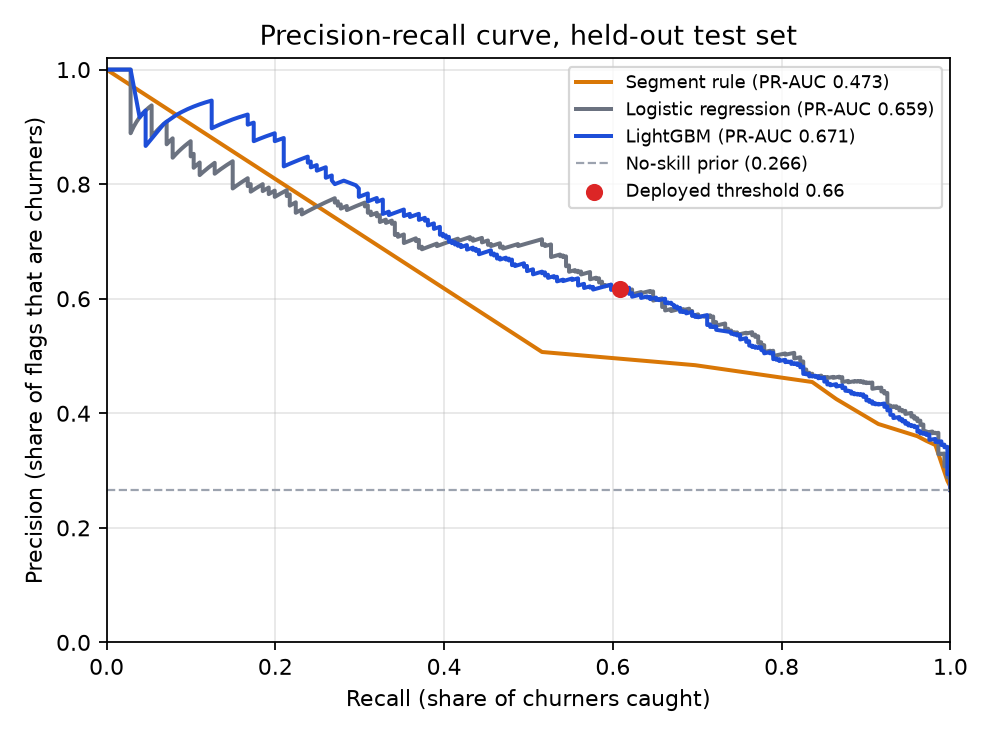 Precision-recall curve, held-out test set
Segment rule (PR-AUC 0.473)
Logistic regression (PR-AUC 0.659)
LightGBM (PR-AUC 0.671)
No-skill prior (0.266)
Deployed threshold 0.66
Precision (share of flags that are churners)
1.0
0.8
0.6
0.4
0.2
0.0
0.0 0.2 0.4 0.6 0.8 1.0
Recall (share of churners caught)